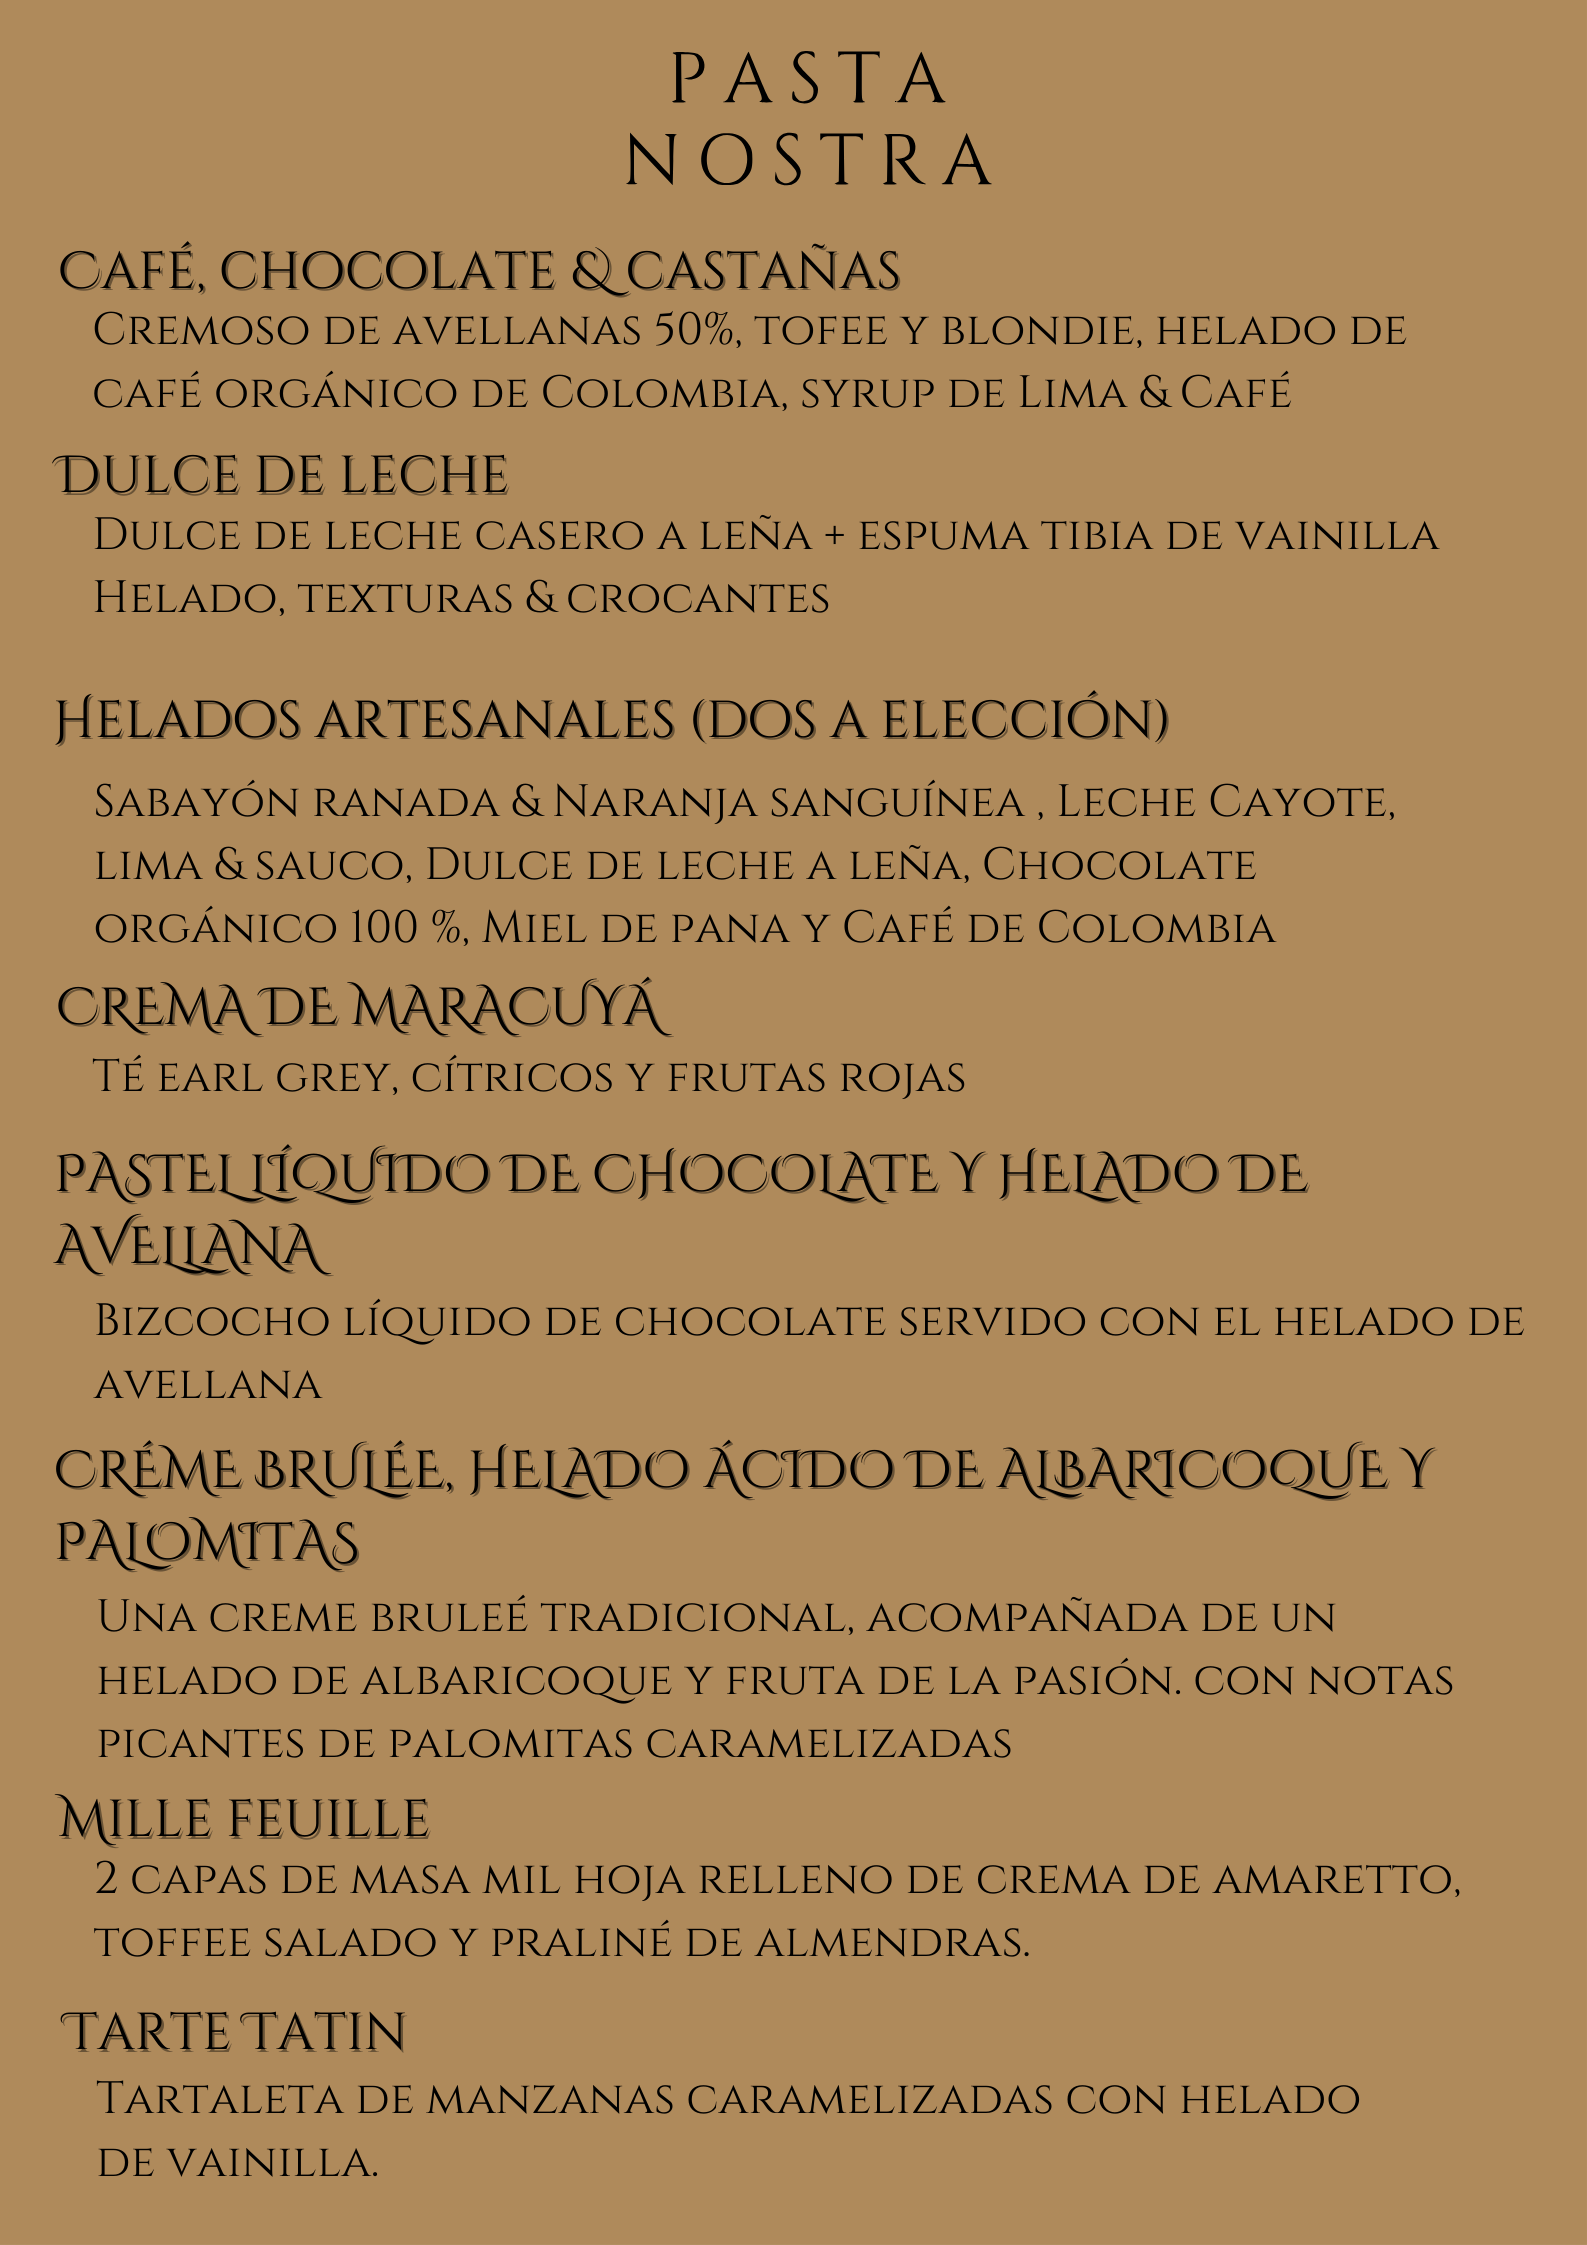 PASTA
NOSTRA
Café, chocolate & castañas
Cremoso de avellanas 50%, tofee y blondie, helado de
café orgánico de Colombia, syrup de Lima & Café
Dulce de leche
Dulce de leche casero a leña + espuma tibia de vainilla
Helado, texturas & crocantes
Helados artesanales (dos a elección)
Sabayón ranada & Naranja sanguínea , Leche Cayote,
lima & sauco, Dulce de leche a leña, Chocolate
orgánico 100 %, Miel de pana y Café de Colombia
CREMA DE MARACUYÁ
Té earl grey, cítricos y frutas rojas
PASTEL LÍQUIDO DE CHOCOLATE Y HELADO DE
AVELLANA
Bizcocho líquido de chocolate servido con el helado de
avellana
CRÉME BRULÉE, HELADO ÁCIDO DE ALBARICOQUE Y
PALOMITAS
Una creme bruleé tradicional, acompañada de un
helado de albaricoque y fruta de la pasión. con notas
picantes de palomitas caramelizadas
Mille feuille
2 capas de masa mil hoja relleno de crema de amaretto,
toffee salado y praliné de almendras.
Tarte Tatin
Tartaleta de manzanas caramelizadas con helado
de vainilla.